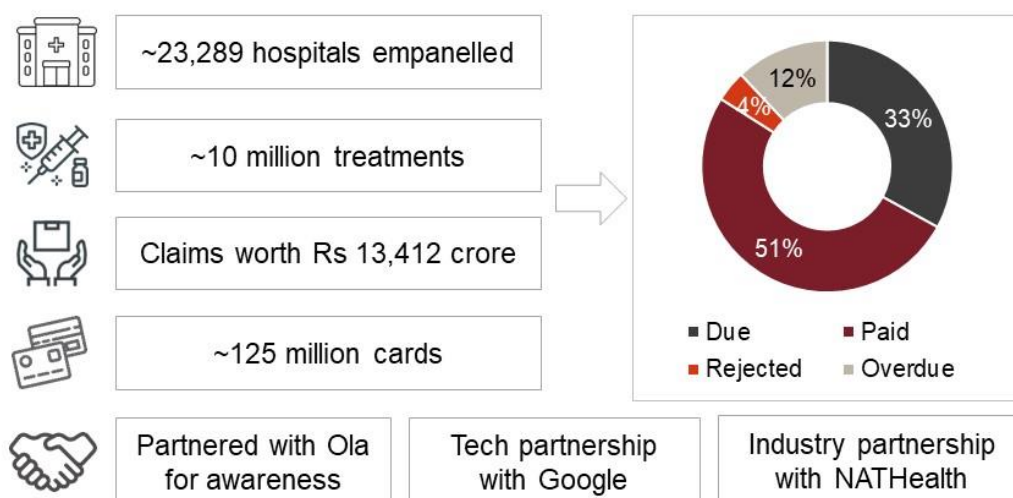 ~23,289 hospitals empanelled
~10 million treatments
Claims worth Rs 13,412 crore
~125 million cards
12%
33%
4%
51%
Due
Paid
Rejected
Overdue
Partnered with Ola
for awareness
Tech partnership
with Google
Industry partnership
with NATHealth